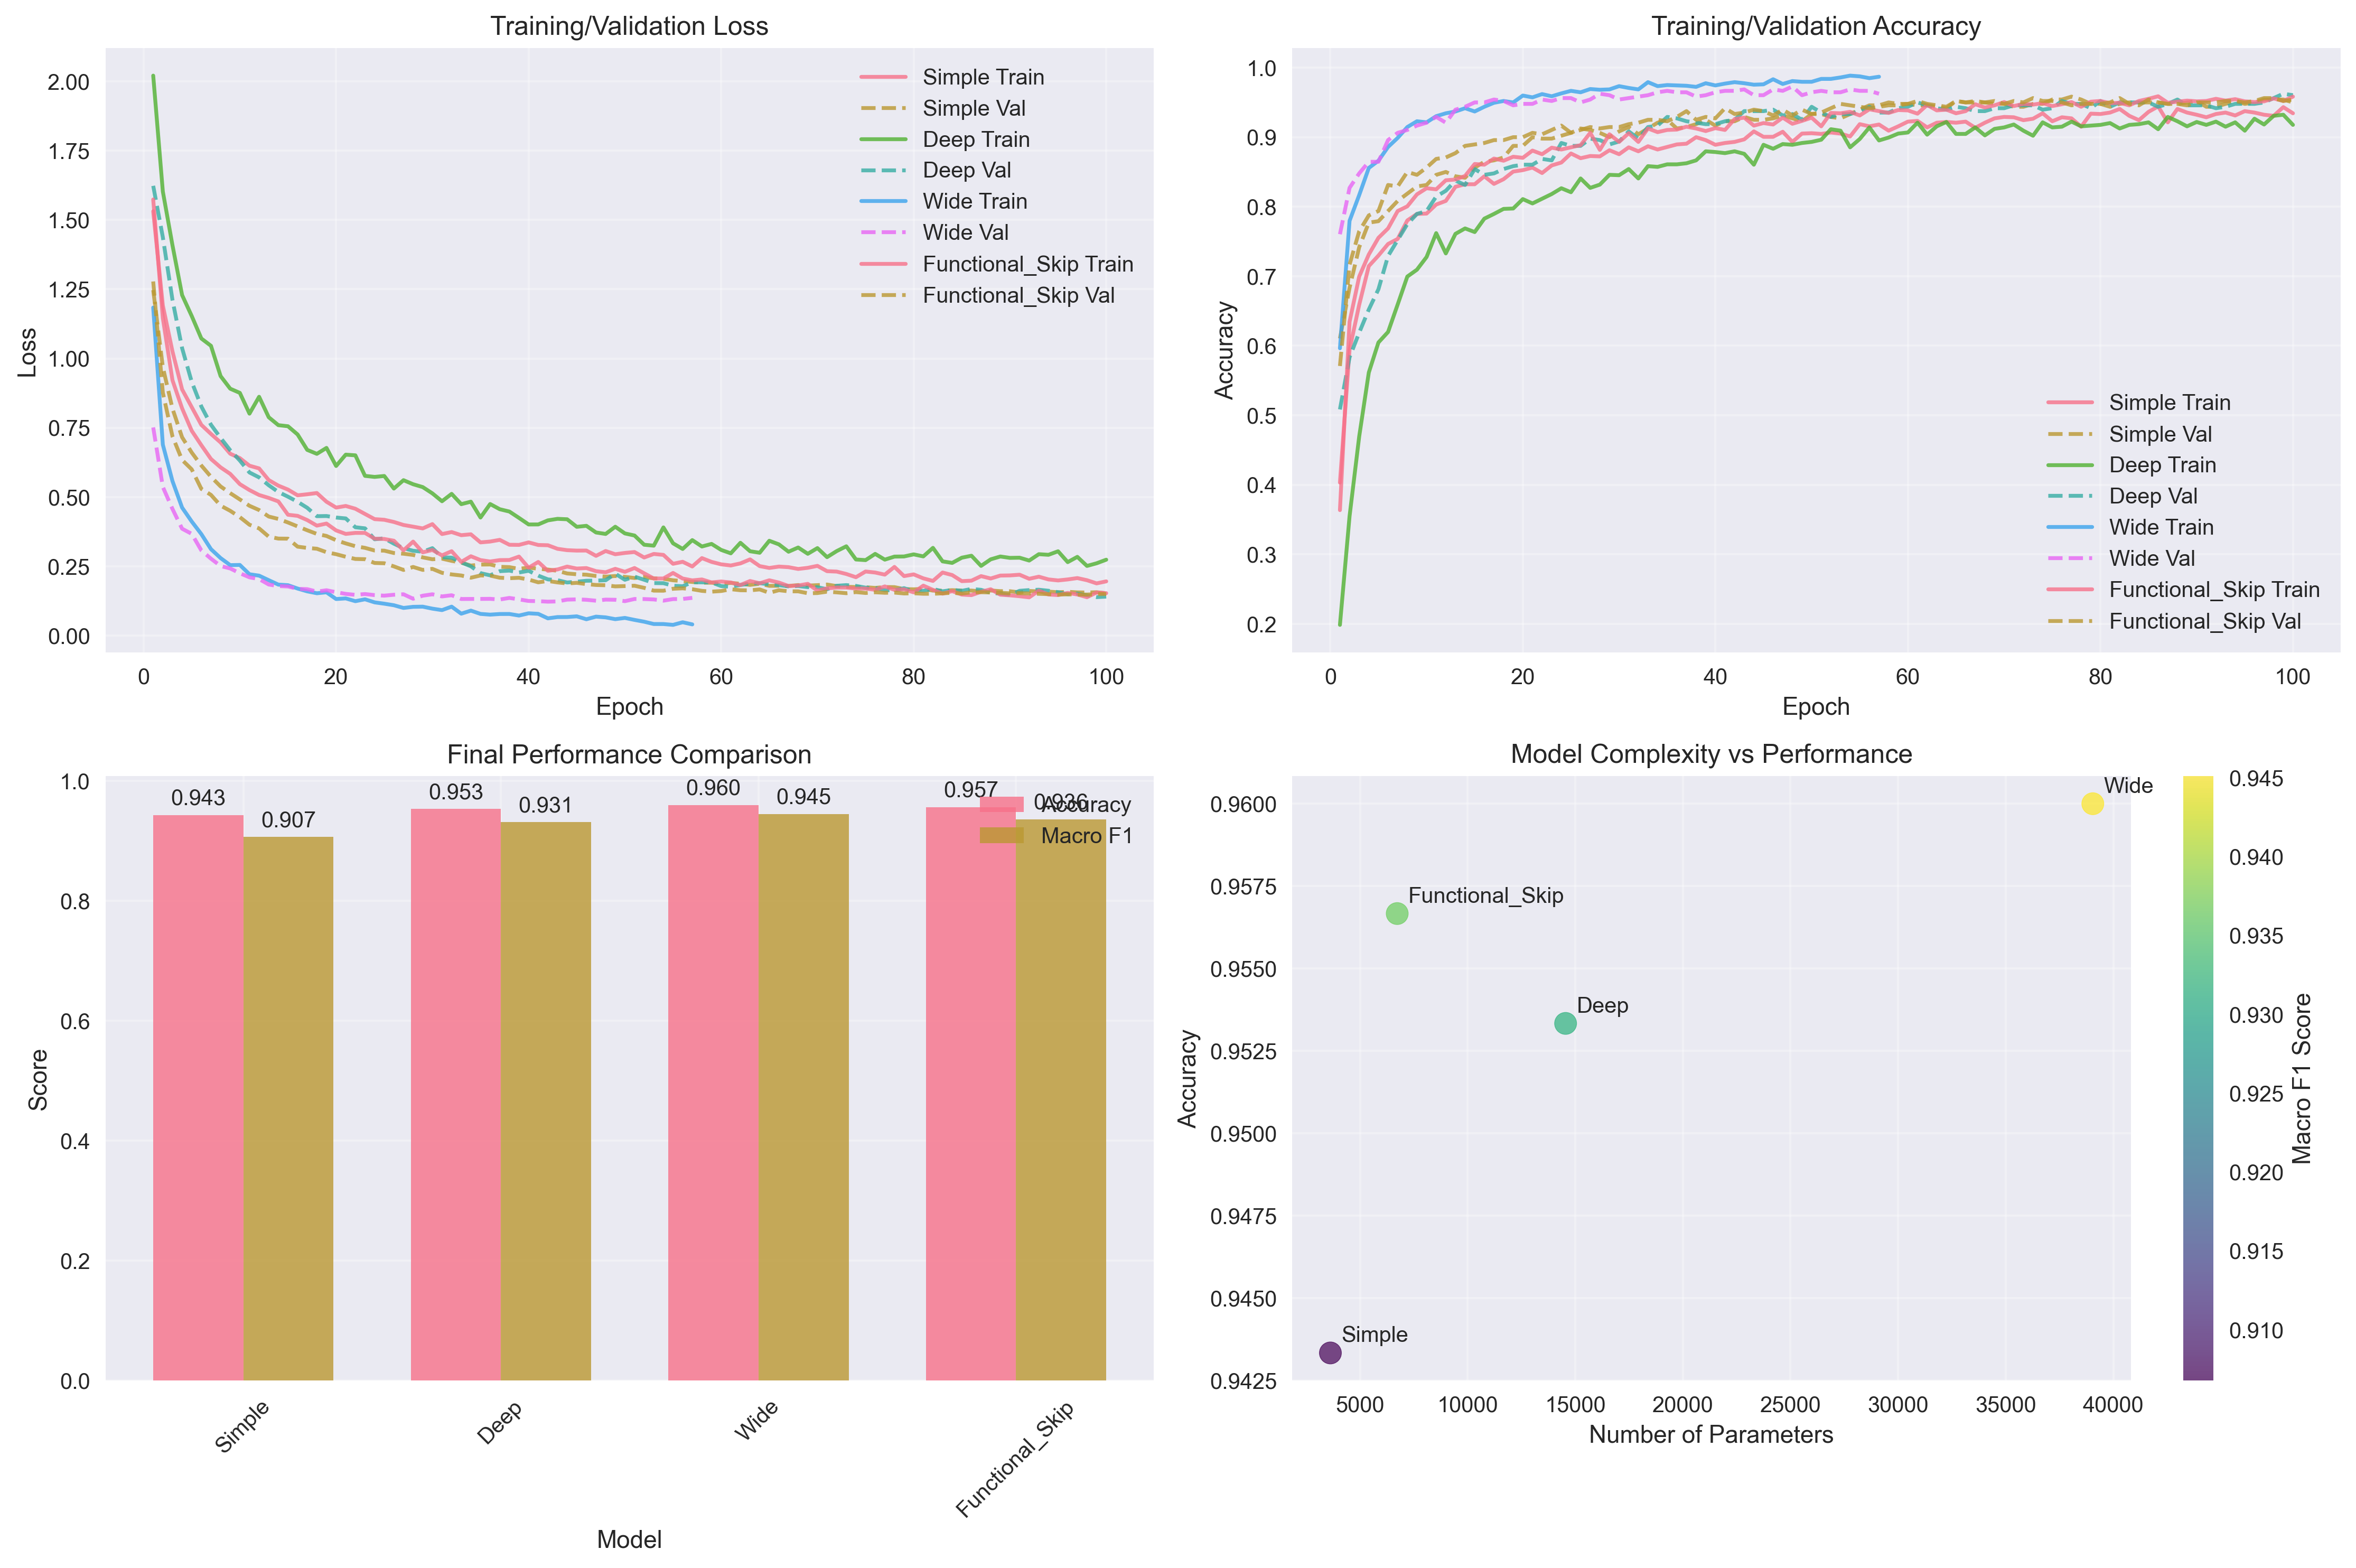 Training/Validation Loss
Loss
2.00
1.75
1.50
1.25
1.00
0.75
0.50
0.25
0.00
0
20
40
60
80
100
Epoch
Simple Train
Simple Val
Deep Train
Deep Val
Wide Train
Wide Val
Functional_Skip Train
Functional_Skip Val
Training/Validation Accuracy
Accuracy
1.0
0.9
0.8
0.7
0.6
0.5
0.4
0.3
0.2
0
20
40
60
80
100
Epoch
Simple Train
Simple Val
Deep Train
Deep Val
Wide Train
Wide Val
Functional_Skip Train
Functional_Skip Val
Final Performance Comparison
Score
1.0
0.8
0.6
0.4
0.2
0.0
0.943
0.907
0.953
0.931
0.960
0.945
0.957
0.936
Accuracy
Macro F1
Simple
Deep
Wide
Functional_Skip
Model
Model Complexity vs Performance
Accuracy
0.9600
0.9575
0.9550
0.9525
0.9500
0.9475
0.9450
0.9425
Wide
Functional_Skip
Deep
Simple
5000
10000
15000
20000
25000
30000
35000
40000
Number of Parameters
0.945
0.940
0.935
0.930
0.925
0.920
0.915
0.910
Macro F1 Score